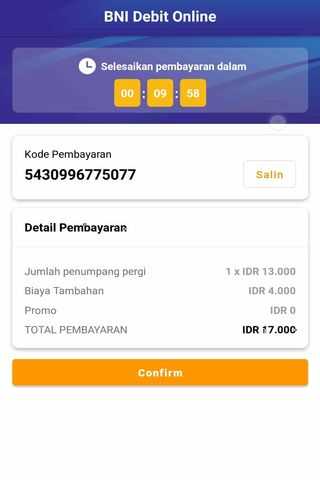 BNI Debit Online
Selesaikan pembayaran dalam
00 : 09 : 58
Kode Pembayaran
5430996775077
Salin
Detail Pembayaran
Jumlah penumpang pergi 1 x IDR 13.000
Biaya Tambahan IDR 4.000
Promo IDR 0
TOTAL PEMBAYARAN IDR 17.000
Confirm